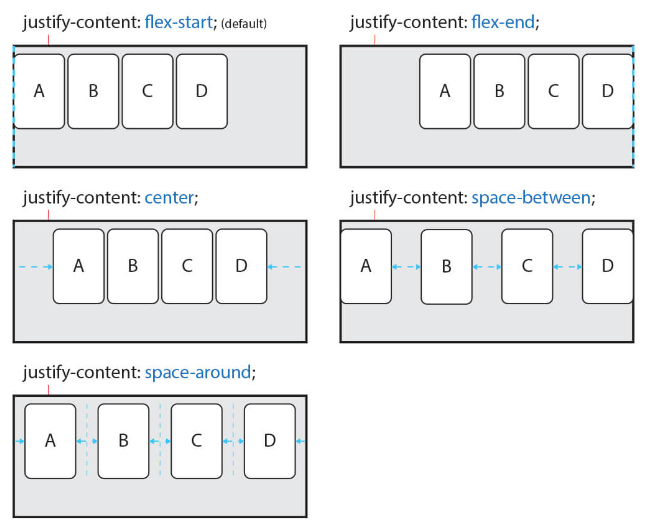 justify-content: flex-start; (default)
A B C D
justify-content: flex-end;
A B C D
justify-content: center;
A B C D
justify-content: space-between;
A B C D
justify-content: space-around;
A B C D